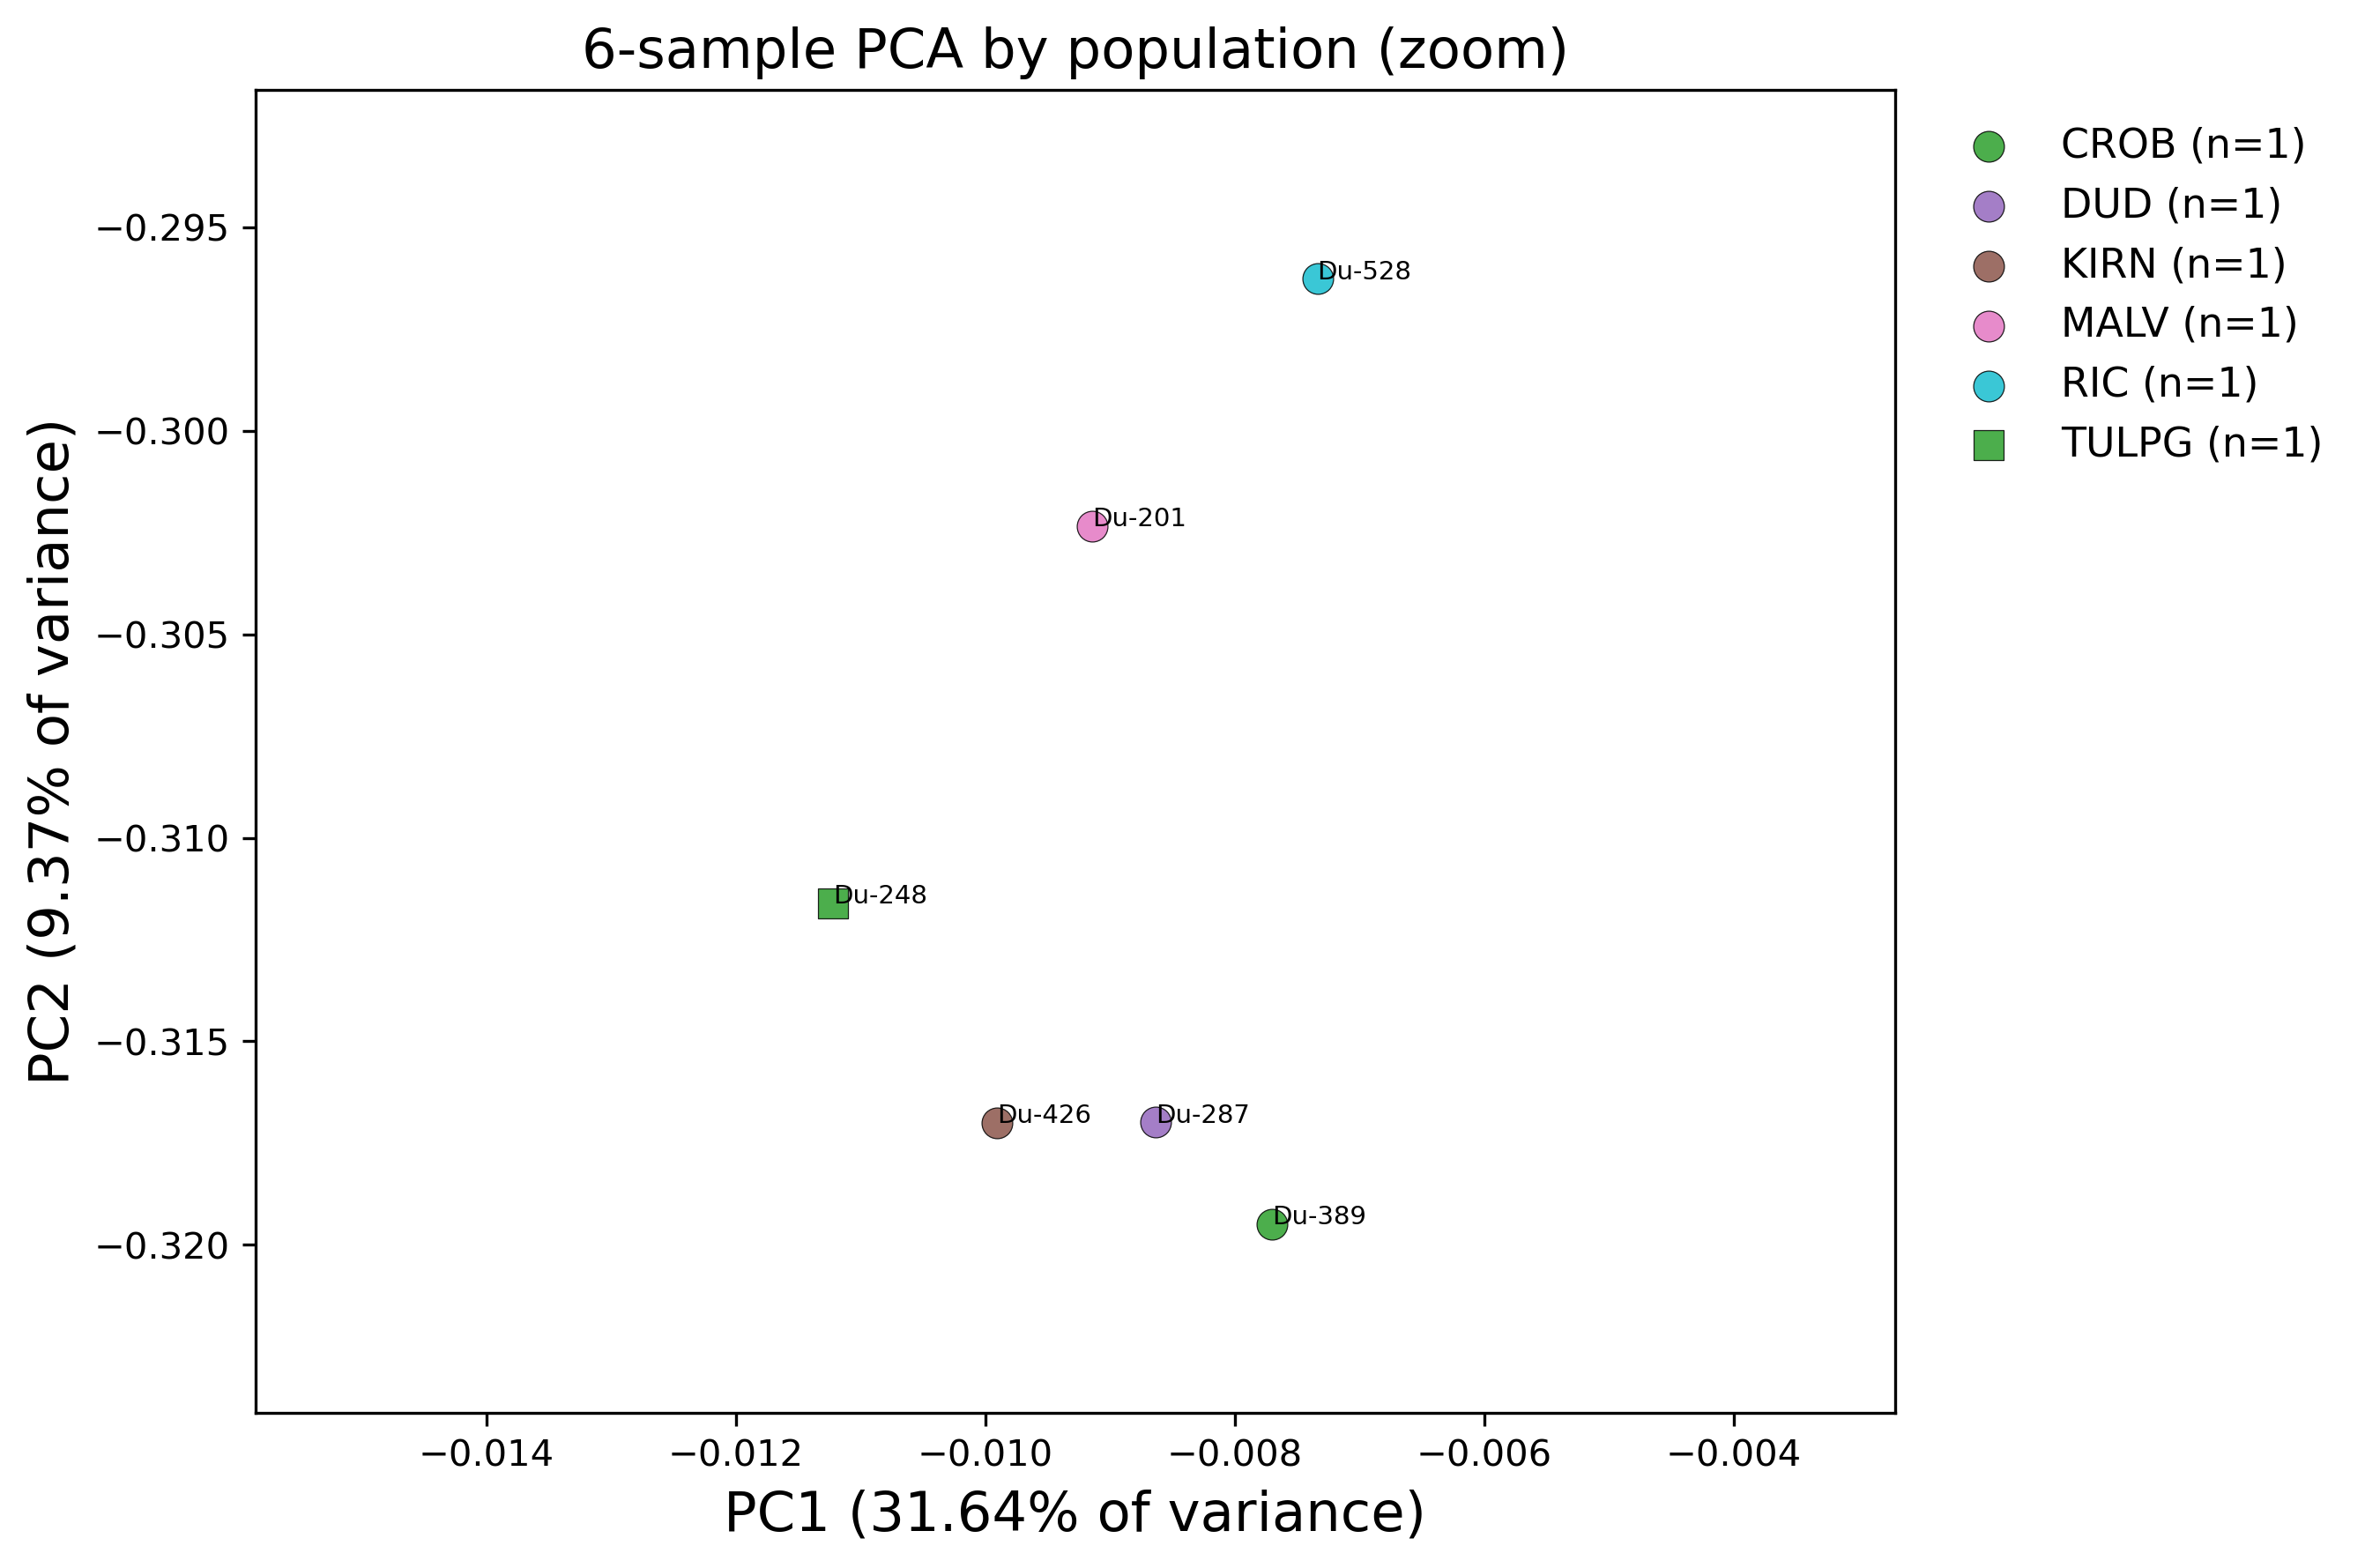 6-sample PCA by population (zoom)
CROB (n=1)
DUD (n=1)
KIRN (n=1)
MALV (n=1)
RIC (n=1)
TULPG (n=1)
PC2 (9.37% of variance)
−0.295
−0.300
−0.305
−0.310
−0.315
−0.320
Du-528
Du-201
Du-248
Du-426
Du-287
Du-389
−0.014
−0.012
−0.010
−0.008
−0.006
−0.004
PC1 (31.64% of variance)